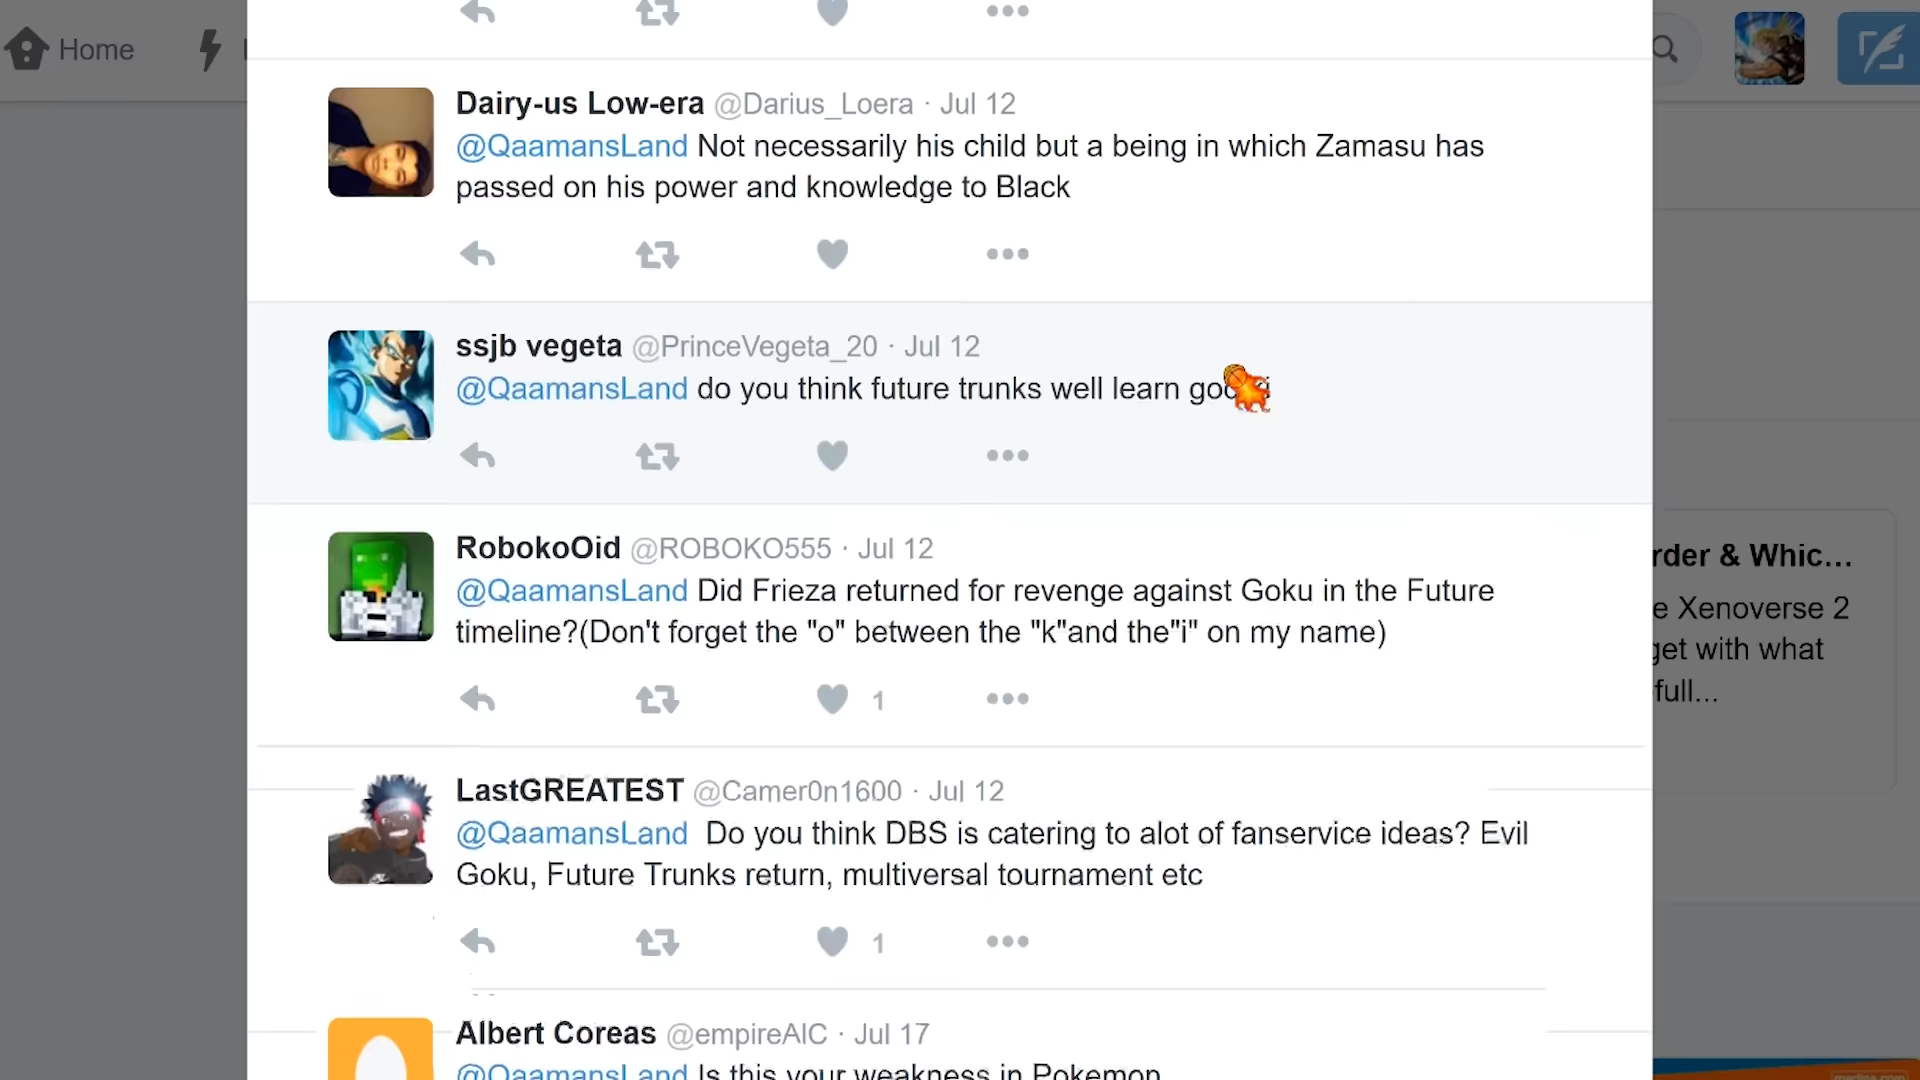 Home
Dairy-us Low-era @Darius_Loera · Jul 12
@QaamansLand Not necessarily his child but a being in which Zamasu has
passed on his power and knowledge to Black
ssjb vegeta @PrinceVegeta_20 · Jul 12
@QaamansLand do you think future trunks well learn
RobokoOid @ROBOKO555 · Jul 12
@QaamansLand Did Frieza returned for revenge against Goku in the Future
timeline?(Don't forget the "o" between the "k"and the"i" on my name)
1
LastGREATEST @Camer0n1600 · Jul 12
@QaamansLand Do you think DBS is catering to alot of fanservice ideas? Evil
Goku, Future Trunks return, multiversal tournament etc
1
Albert Coreas @empireAIC · Jul 17
@QaamansLand Is this your weakness in Pokemon
rder & Whic...
e Xenoverse 2
get with what
full...